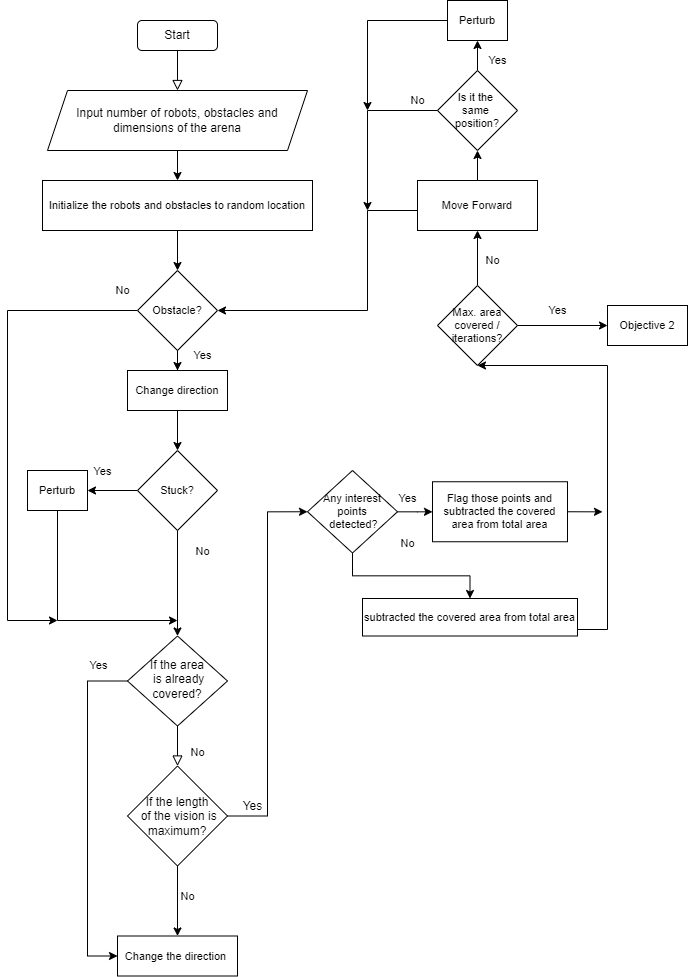 Start
Input number of robots, obstacles and
dimensions of the arena
Initialize the robots and obstacles to random location
No
Obstacle?
Yes
Change direction
Yes
Perturb
Stuck?
No
Yes
If the area
is already
covered?
No
If the length
of the vision is
maximum?
Yes
No
Change the direction
Any interest
points
detected?
Yes
No
Flag those points and
subtracted the covered
area from total area
subtracted the covered area from total area
Max. area
covered /
iterations?
Yes
Objective 2
No
Move Forward
Is it the
same
position?
No
Yes
Perturb